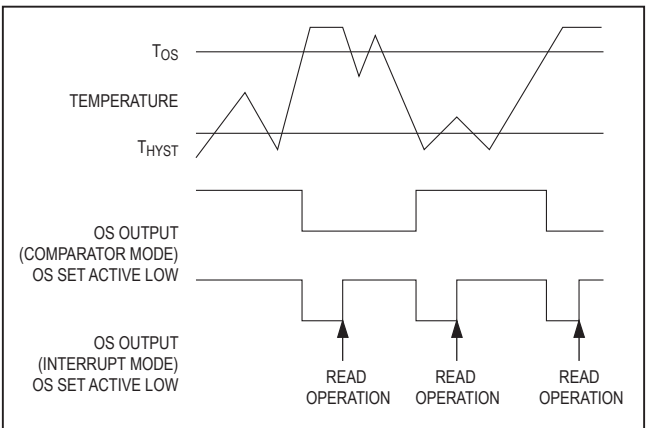 TOS
TEMPERATURE
THYST
OS OUTPUT
(COMPARATOR MODE)
OS SET ACTIVE LOW
OS OUTPUT
(INTERRUPT MODE)
OS SET ACTIVE LOW
READ
OPERATION
READ
OPERATION
READ
OPERATION